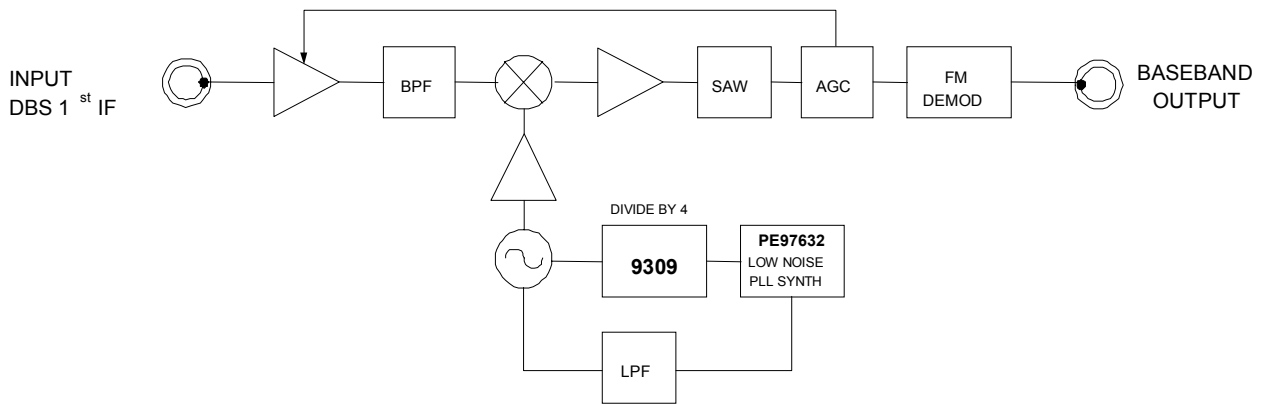 INPUT
DBS 1 st IF
BPF
SAW
AGC
FM
DEMOD
BASEBAND
OUTPUT
DIVIDE BY 4
9309
PE97632
LOW NOISE
PLL SYNTH
LPF